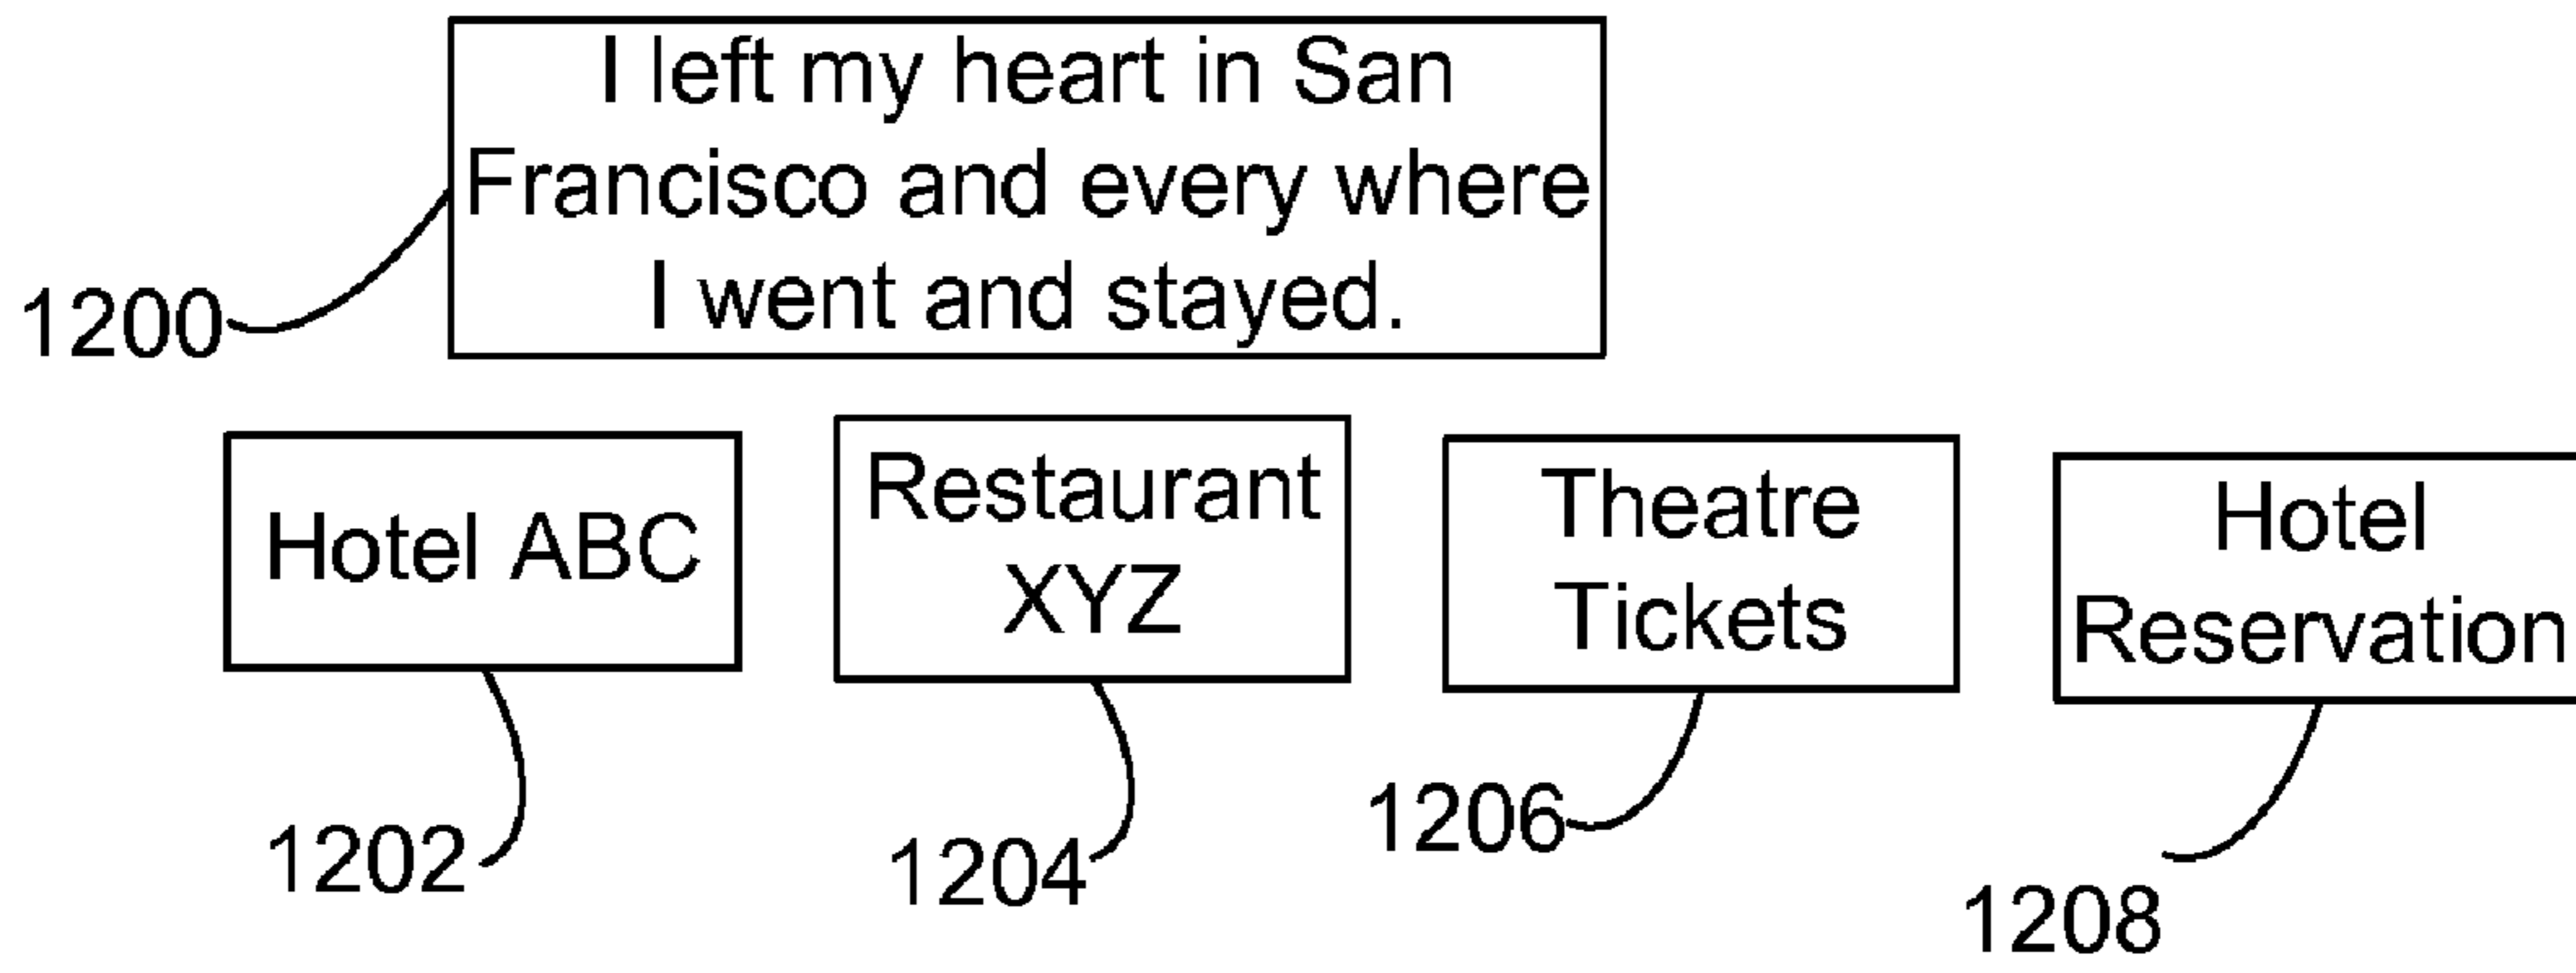 I left my heart in San
Francisco and every where
I went and stayed.
1200
Hotel ABC
Restaurant
XYZ
Theatre
Tickets
Hotel
Reservation
1202
1204
1206
1208